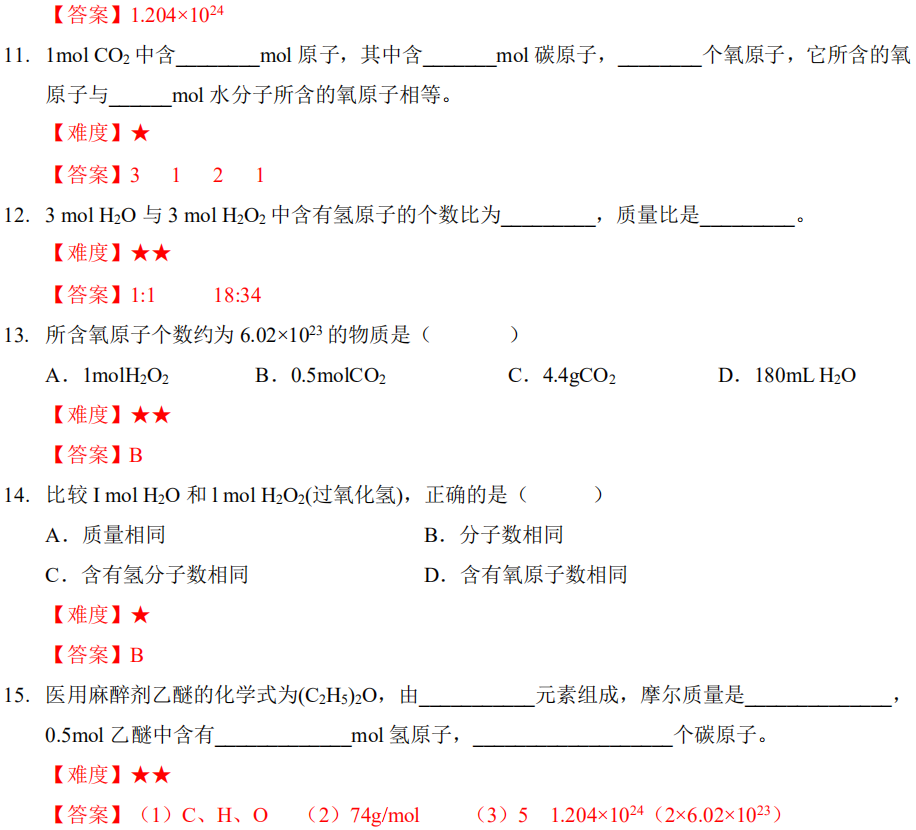 【答案】1.204×10²⁴
11. 1mol CO₂ 中含________mol 原子，其中含_______mol 碳原子，________个氧原子，它所含的氧
原子与______mol 水分子所含的氧原子相等。
【难度】★
【答案】3 1 2 1
12. 3 mol H₂O 与 3 mol H₂O₂ 中含有氢原子的个数比为_________，质量比是_________。
【难度】★★
【答案】1:1 18:34
13. 所含氧原子个数约为 6.02×10²³ 的物质是（ ）
A．1molH₂O₂ B．0.5molCO₂ C．4.4gCO₂ D．180mL H₂O
【难度】★★
【答案】B
14. 比较 I mol H₂O 和 l mol H₂O₂(过氧化氢)，正确的是（ ）
A．质量相同 B．分子数相同
C．含有氢分子数相同 D．含有氧原子数相同
【难度】★
【答案】B
15. 医用麻醉剂乙醚的化学式为(C₂H₅)₂O，由___________元素组成，摩尔质量是______________，
0.5mol 乙醚中含有_____________mol 氢原子，___________________个碳原子。
【难度】★★
【答案】（1）C、H、O （2）74g/mol （3）5 1.204×10²⁴（2×6.02×10²³）